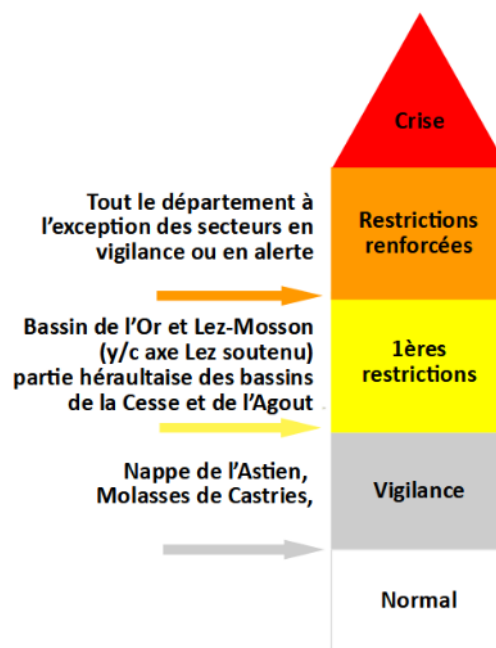 Crise
Tout le département à
l'exception des secteurs en
vigilance ou en alerte
Restrictions
renforcées
Bassin de l'Or et Lez-Mosson
(y/c axe Lez soutenu)
partie héraultaise des bassins
de la Cesse et de l'Agout
1ères
restrictions
Nappe de l'Astien,
Molasses de Castries,
Vigilance
Normal